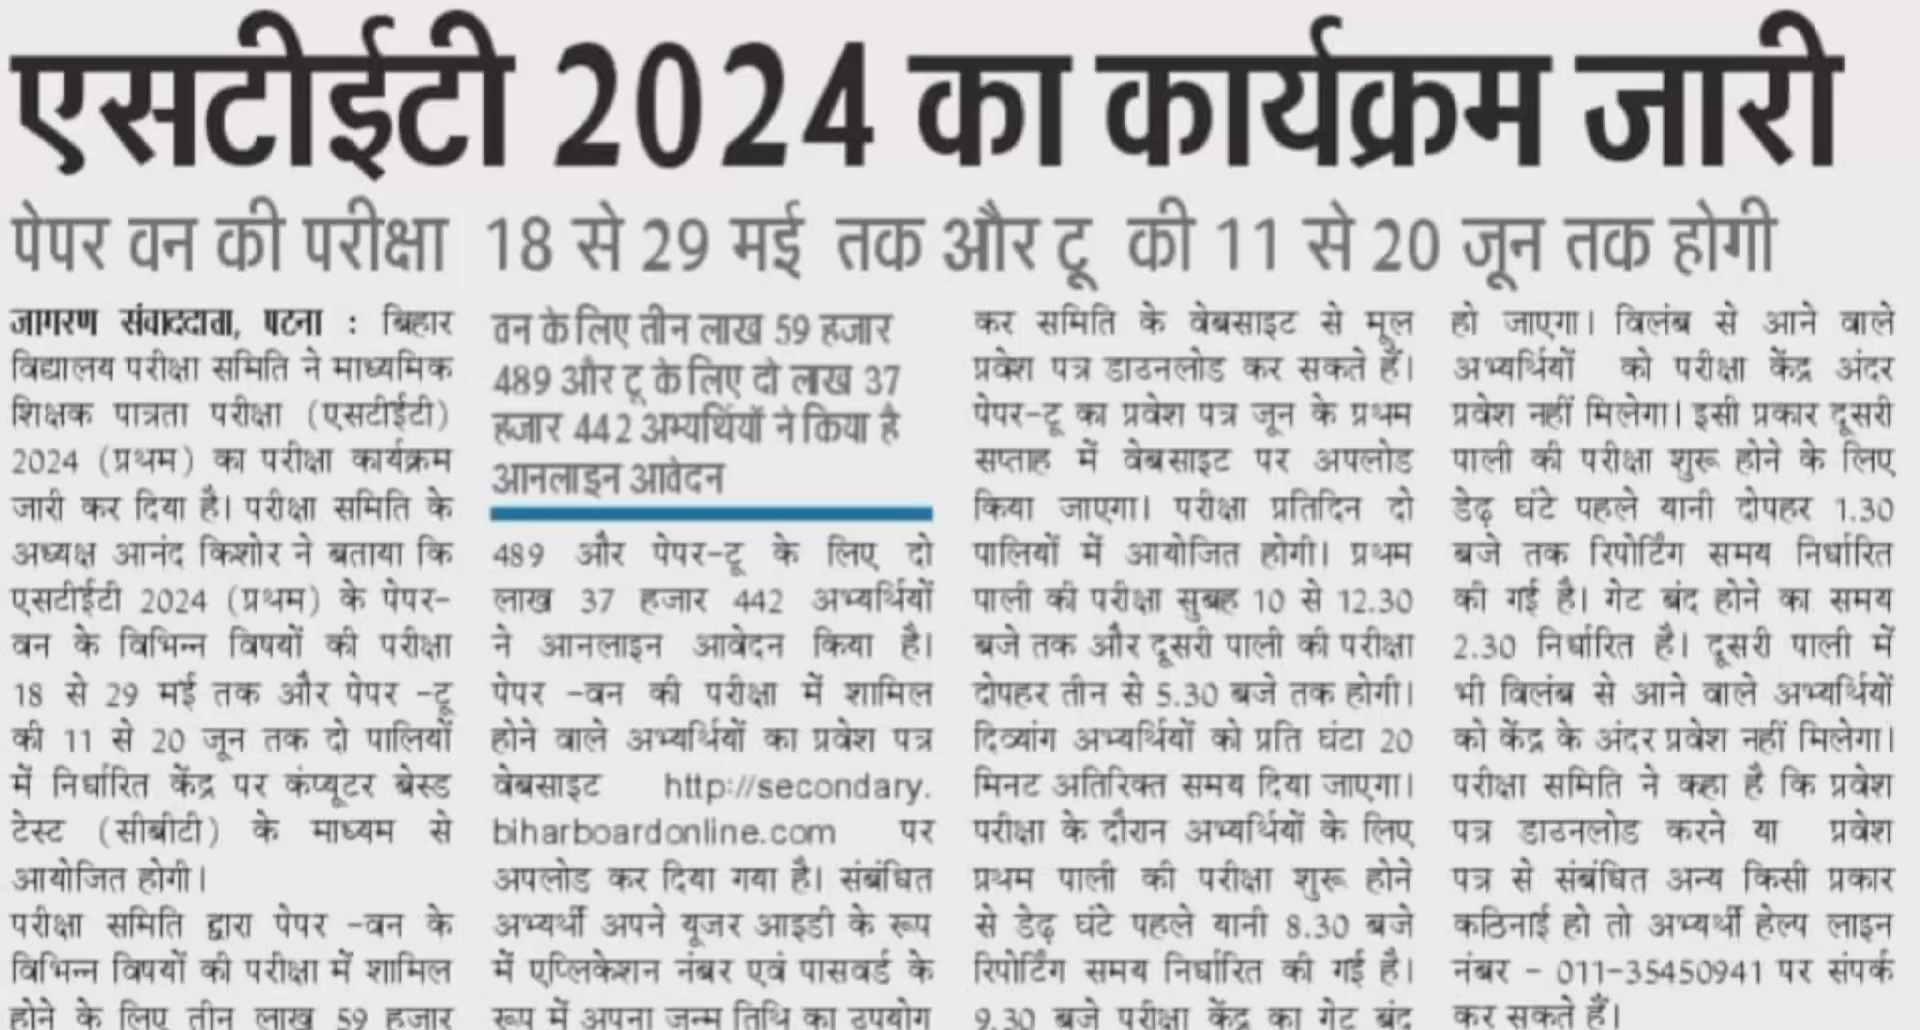 एसटीईटी 2024 का कार्यक्रम जारी
पेपर वन की परीक्षा 18 से 29 मई तक और टू की 11 से 20 जून तक होगी
जागरण संवाददाता, पटना : बिहार
विद्यालय परीक्षा समिति ने माध्यमिक
शिक्षक पात्रता परीक्षा (एसटीईटी)
2024 (प्रथम) का परीक्षा कार्यक्रम
जारी कर दिया है। परीक्षा समिति के
अध्यक्ष आनंद किशोर ने बताया कि
एसटीईटी 2024 (प्रथम) के पेपर-
वन के विभिन्न विषयों की परीक्षा
18 से 29 मई तक और पेपर -टू
की 11 से 20 जून तक दो पालियों
में निर्धारित केंद्र पर कंप्यूटर बेस्ड
टेस्ट (सीबीटी) के माध्यम से
आयोजित होगी।
परीक्षा समिति द्वारा पेपर -वन के
विभिन्न विषयों की परीक्षा में शामिल
होने के लिए तीन लाख 59 हजार
वन के लिए तीन लाख 59 हजार
489 और टू के लिए दो लाख 37
हजार 442 अभ्यर्थियों ने किया है
आनलाइन आवेदन
489 और पेपर-टू के लिए दो
लाख 37 हजार 442 अभ्यर्थियों
ने आनलाइन आवेदन किया है।
पेपर -वन की परीक्षा में शामिल
होने वाले अभ्यर्थियों का प्रवेश पत्र
वेबसाइट http://secondary.
biharboardonline.com पर
अपलोड कर दिया गया है। संबंधित
अभ्यर्थी अपने यूजर आइडी के रूप
में एप्लिकेशन नंबर एवं पासवर्ड के
रूप में अपना जन्म तिथि का उपयोग
कर समिति के वेबसाइट से मूल
प्रवेश पत्र डाउनलोड कर सकते हैं।
पेपर-टू का प्रवेश पत्र जून के प्रथम
सप्ताह में वेबसाइट पर अपलोड
किया जाएगा। परीक्षा प्रतिदिन दो
पालियों में आयोजित होगी। प्रथम
पाली की परीक्षा सुबह 10 से 12.30
बजे तक और दूसरी पाली की परीक्षा
दोपहर तीन से 5.30 बजे तक होगी।
दिव्यांग अभ्यर्थियों को प्रति घंटा 20
मिनट अतिरिक्त समय दिया जाएगा।
परीक्षा के दौरान अभ्यर्थियों के लिए
प्रथम पाली की परीक्षा शुरू होने
से डेढ़ घंटे पहले यानी 8.30 बजे
रिपोर्टिंग समय निर्धारित की गई है।
9.30 बजे परीक्षा केंद्र का गेट बंद
हो जाएगा। विलंब से आने वाले
अभ्यर्थियों को परीक्षा केंद्र अंदर
प्रवेश नहीं मिलेगा। इसी प्रकार दूसरी
पाली की परीक्षा शुरू होने के लिए
डेढ़ घंटे पहले यानी दोपहर 1.30
बजे तक रिपोर्टिंग समय निर्धारित
की गई है। गेट बंद होने का समय
2.30 निर्धारित है। दूसरी पाली में
भी विलंब से आने वाले अभ्यर्थियों
को केंद्र के अंदर प्रवेश नहीं मिलेगा।
परीक्षा समिति ने कहा है कि प्रवेश
पत्र डाउनलोड करने या प्रवेश
पत्र से संबंधित अन्य किसी प्रकार
कठिनाई हो तो अभ्यर्थी हेल्प लाइन
नंबर - 011-35450941 पर संपर्क
कर सकते हैं।